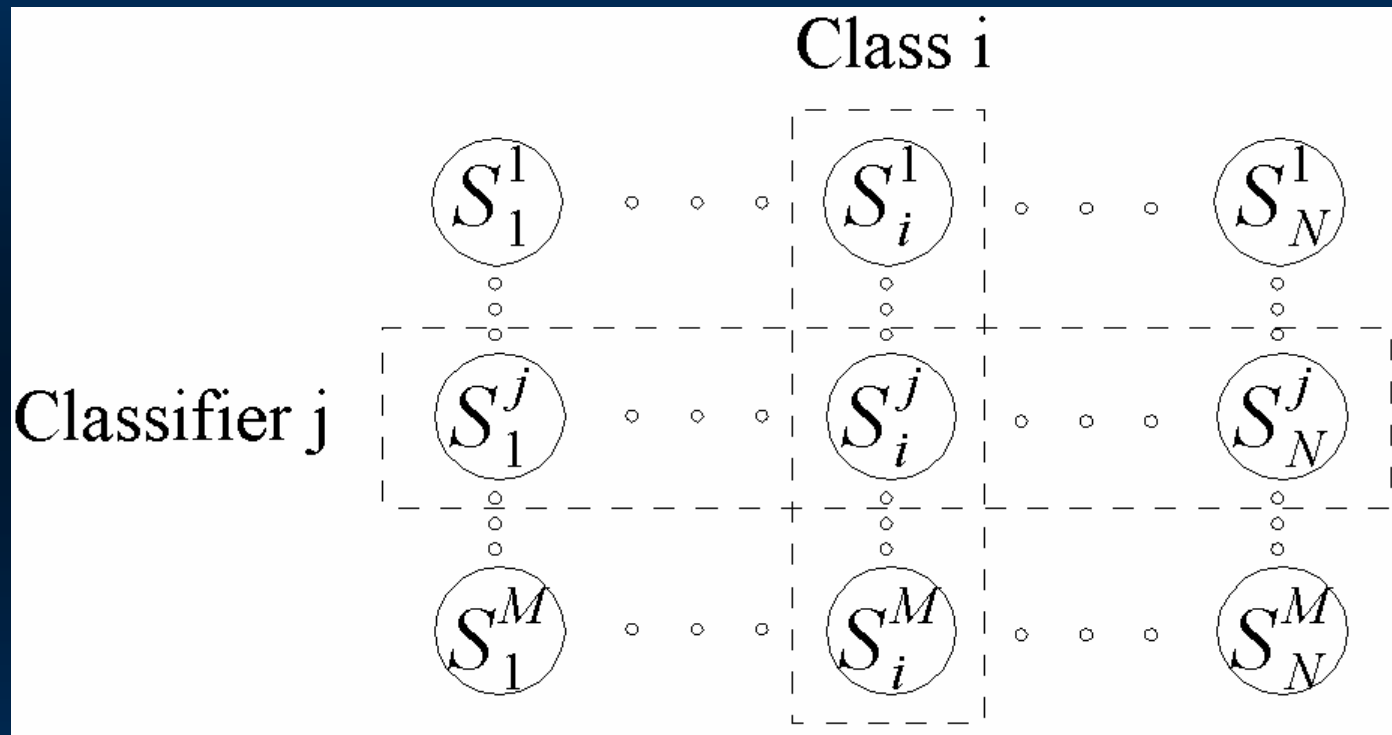 Class i
S_1^1 S_i^1 S_N^1
Classifier j S_1^j S_i^j S_N^j
S_1^M S_i^M S_N^M